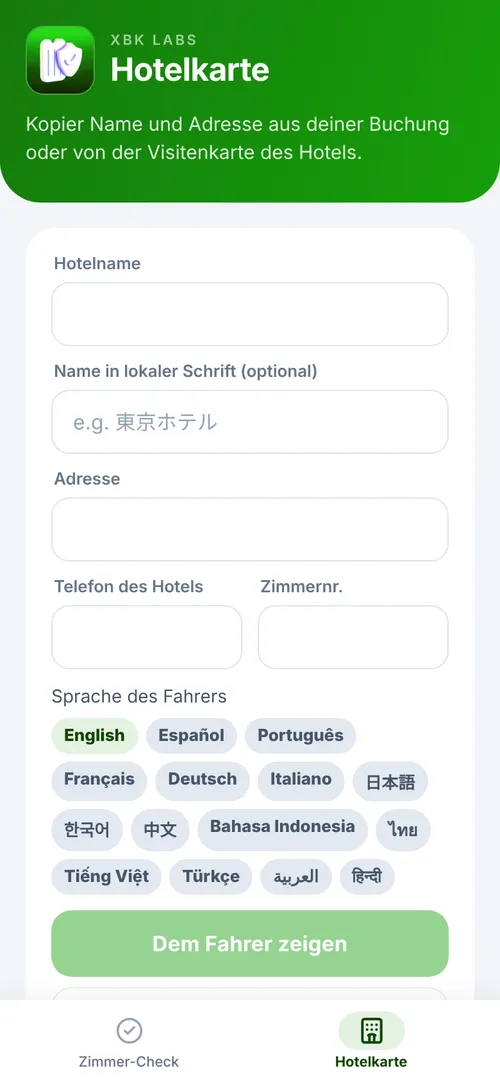 XBK LABS
Hotelkarte
Kopier Name und Adresse aus deiner Buchung
oder von der Visitenkarte des Hotels.
Hotelname
Name in lokaler Schrift (optional)
e.g. 東京ホテル
Adresse
Telefon des Hotels Zimmernr.
Sprache des Fahrers
English Español Português
Français Deutsch Italiano 日本語
한국어 中文 Bahasa Indonesia ไทย
Tiếng Việt Türkçe العربية हिन्दी
Dem Fahrer zeigen
Zimmer-Check Hotelkarte